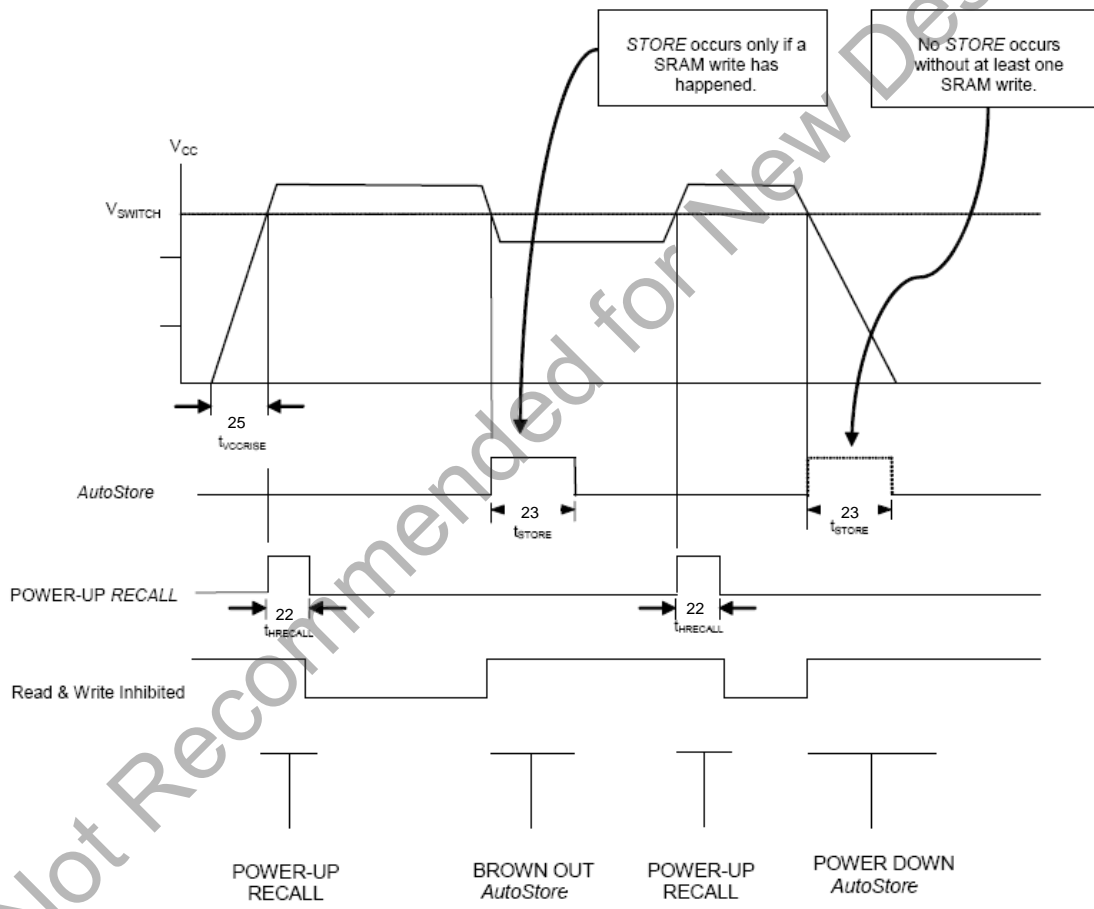 STORE occurs only if a
SRAM write has
happened.
No STORE occurs
without at least one
SRAM write.
VCC
VSWITCH
25
tVCCRISE
AutoStore
23
tSTORE
23
tSTORE
POWER-UP RECALL
22
tHRECALL
22
tHRECALL
Read & Write Inhibited
POWER-UP
RECALL
BROWN OUT
AutoStore
POWER-UP
RECALL
POWER DOWN
AutoStore
Not Recommended for New Des